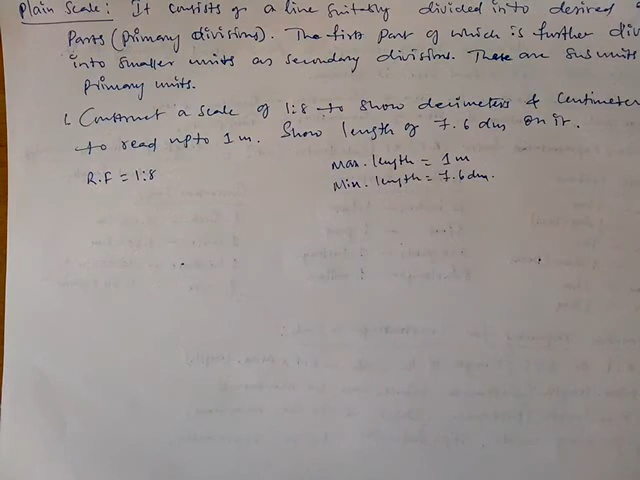 Plain Scale: It consists of a line suitably divided into desired
Parts (primary divisions). The first part of which is further div
into smaller units as secondary divisions. These are sub units
primary units.
1. Construct a scale of 1:8 to show decimeters & centimeter
to read upto 1 m. Show length of 7.6 dm on it.
R.F = 1:8
Max. length = 1 m
Min. length = 7.6 dm.